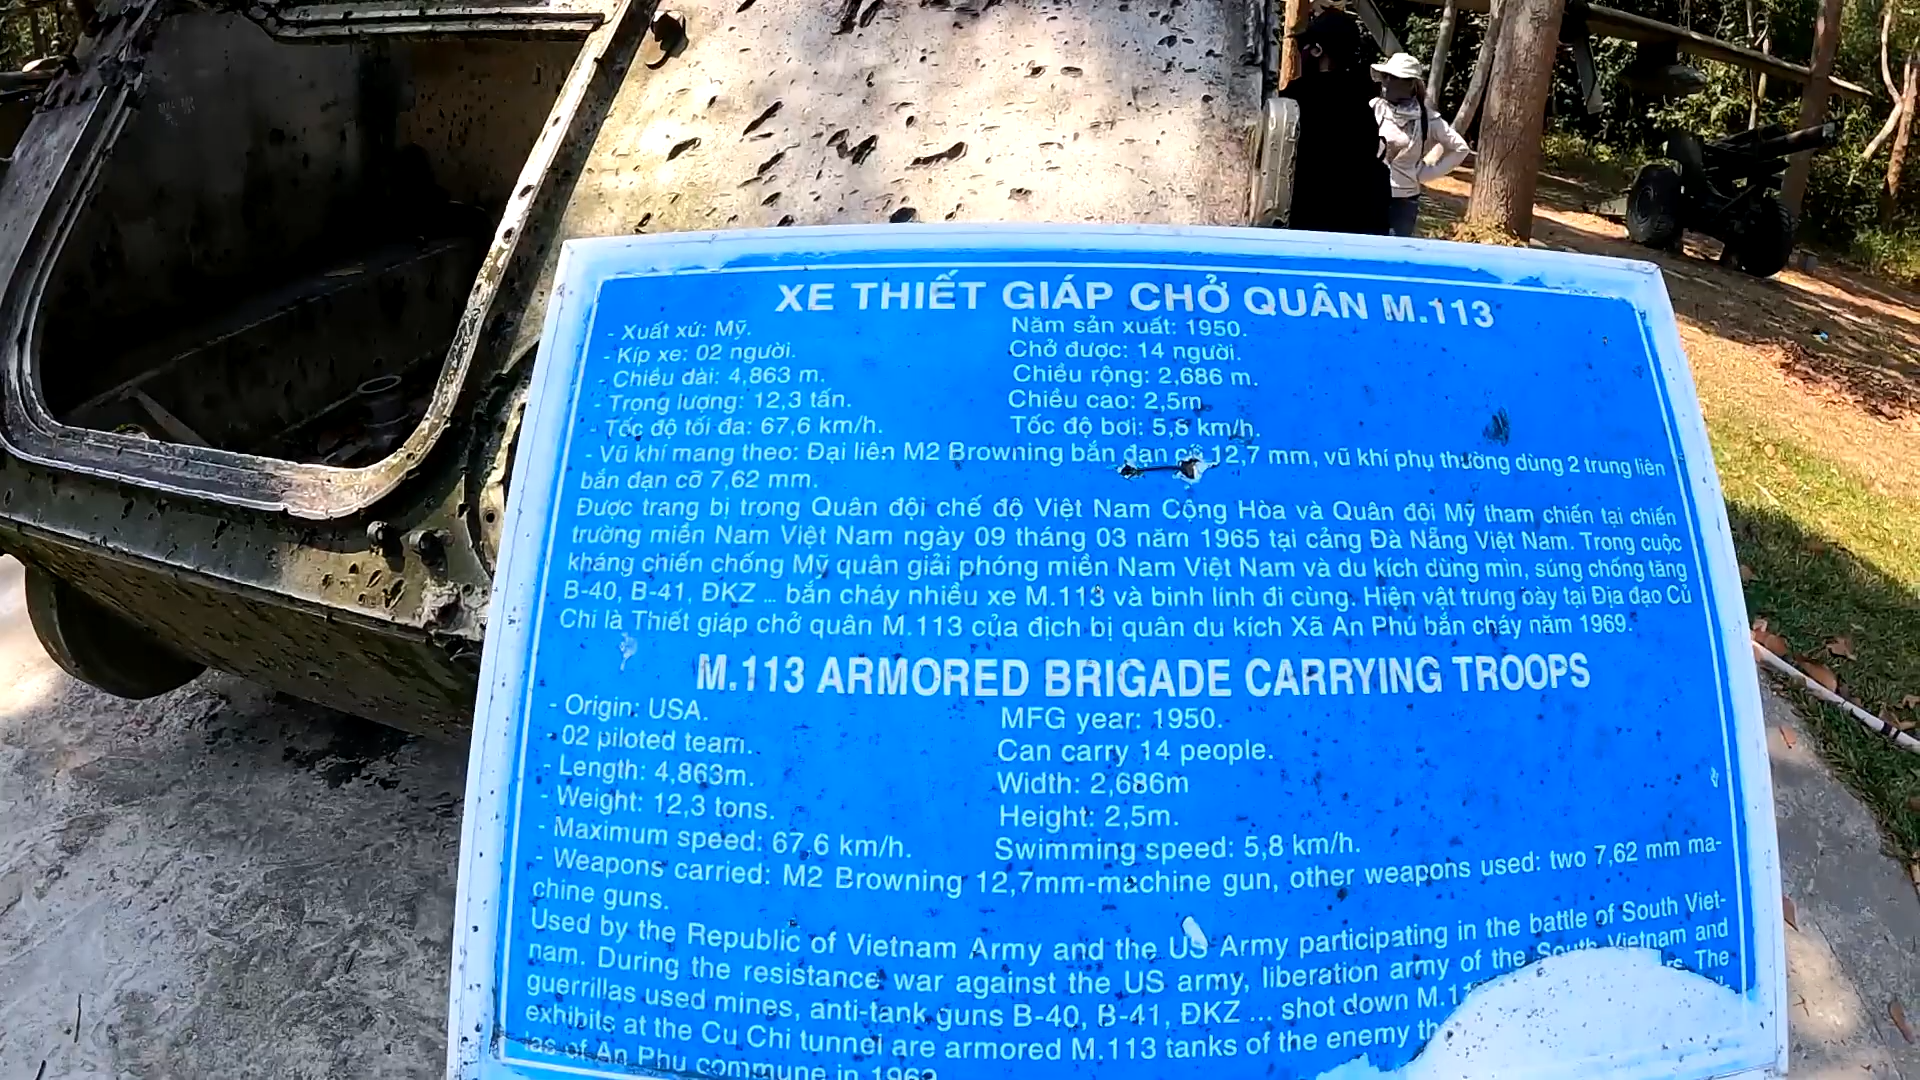 XE THIẾT GIÁP CHỞ QUÂN M.113
- Xuất xứ: Mỹ. Năm sản xuất: 1950.
- Kíp xe: 02 người. Chở được: 14 người.
- Chiều dài: 4,863 m. Chiều rộng: 2,686 m.
- Trọng lượng: 12,3 tấn. Chiều cao: 2,5m
- Tốc độ tối đa: 67,6 km/h. Tốc độ bơi: 5,8 km/h.
- Vũ khí mang theo: Đại liên M2 Browning bắn đạn cỡ 12,7 mm, vũ khí phụ thường dùng 2 trung liên
bắn đạn cỡ 7,62 mm.
Được trang bị trong Quân đội chế độ Việt Nam Cộng Hòa và Quân đội Mỹ tham chiến tại chiến
trường miền Nam Việt Nam ngày 09 tháng 03 năm 1965 tại cảng Đà Nẵng Việt Nam. Trong cuộc
kháng chiến chống Mỹ quân giải phóng miền Nam Việt Nam và du kích dùng mìn, súng chống tăng
B-40, B-41, ĐKZ ... bắn cháy nhiều xe M.113 và binh lính đi cùng. Hiện vật trưng bày tại Địa đạo Củ
Chi là Thiết giáp chở quân M.113 của địch bị quân du kích Xã An Phú bắn cháy năm 1969.
M.113 ARMORED BRIGADE CARRYING TROOPS
- Origin: USA. MFG year: 1950.
- 02 piloted team. Can carry 14 people.
- Length: 4,863m. Width: 2,686m
- Weight: 12,3 tons. Height: 2,5m.
- Maximum speed: 67,6 km/h. Swimming speed: 5,8 km/h.
- Weapons carried: M2 Browning 12,7mm-machine gun, other weapons used: two 7,62 mm ma-
chine guns.
Used by the Republic of Vietnam Army and the US Army participating in the battle of South Viet-
nam. During the resistance war against the US army, liberation army of the South Vietnam and
guerrillas used mines, anti-tank guns B-40, B-41, ĐKZ ... shot down The
exhibits at the Cu Chi tunnel are armored M.113 tanks of the enemy
of An Phu commune in